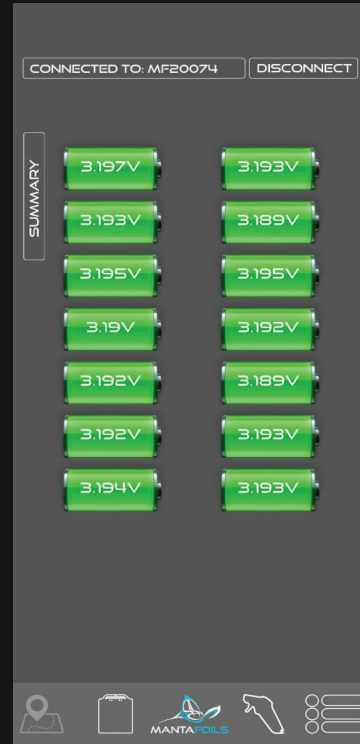 CONNECTED TO: MF20074 DISCONNECT
SUMMARY
3.197V 3.193V
3.193V 3.189V
3.195V 3.195V
3.19V 3.192V
3.192V 3.189V
3.192V 3.193V
3.194V 3.193V
MANTAFOILS